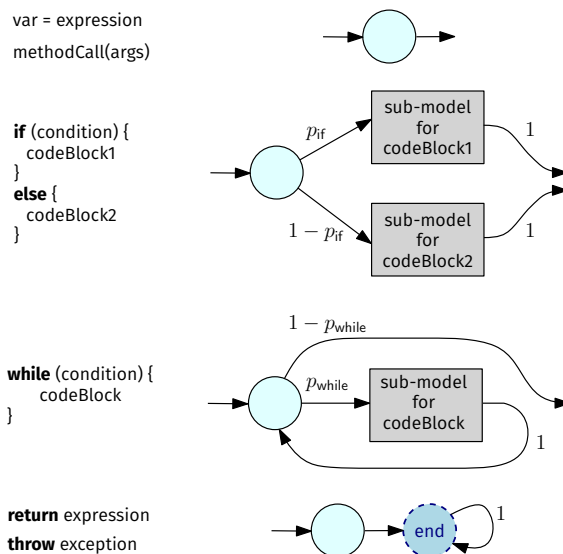 var = expression
methodCall(args)
if (condition) {
codeBlock1
}
else {
codeBlock2
}
p_if
1 − p_if
sub-model
for
codeBlock1
sub-model
for
codeBlock2
1
1
while (condition) {
codeBlock
}
1 − p_while
p_while
sub-model
for
codeBlock
1
return expression
throw exception
end
1